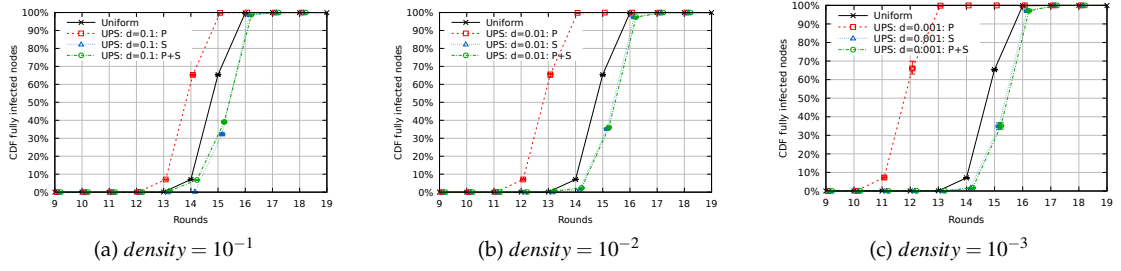 CDF fully infected nodes
100%
90%
80%
70%
60%
50%
40%
30%
20%
10%
0%
Uniform
UPS: d=0.1: P
UPS: d=0.1: S
UPS: d=0.1: P+S
9 10 11 12 13 14 15 16 17 18 19
Rounds
(a) density = 10⁻¹
CDF fully infected nodes
100%
90%
80%
70%
60%
50%
40%
30%
20%
10%
0%
Uniform
UPS: d=0.01: P
UPS: d=0.01: S
UPS: d=0.01: P+S
9 10 11 12 13 14 15 16 17 18 19
Rounds
(b) density = 10⁻²
CDF fully infected nodes
100%
90%
80%
70%
60%
50%
40%
30%
20%
10%
0%
Uniform
UPS: d=0.001: P
UPS: d=0.001: S
UPS: d=0.001: P+S
9 10 11 12 13 14 15 16 17 18 19
Rounds
(c) density = 10⁻³